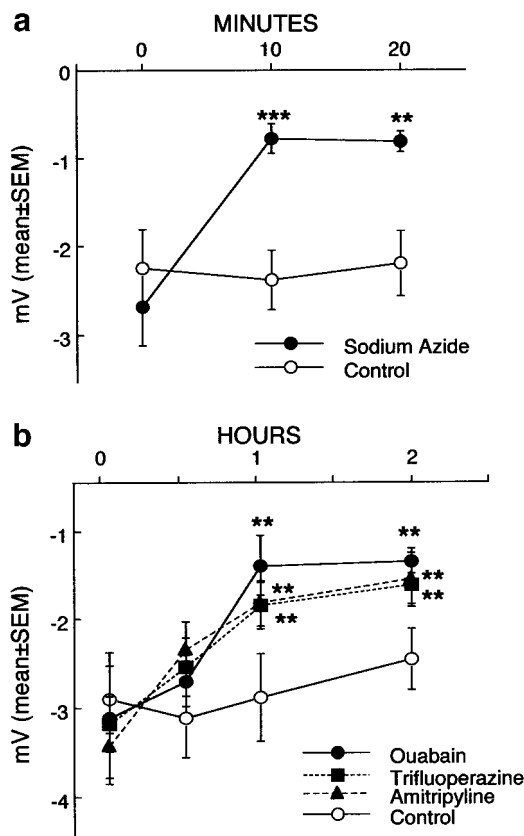 a
MINUTES
0 10 20
0
*** **
-1
-2
-3
mV (mean±SEM)
Sodium Azide
Control
b
HOURS
0 1 2
** **
-1
** **
** **
-2
-3
-4
mV (mean±SEM)
Ouabain
Trifluoperazine
Amitripyline
Control